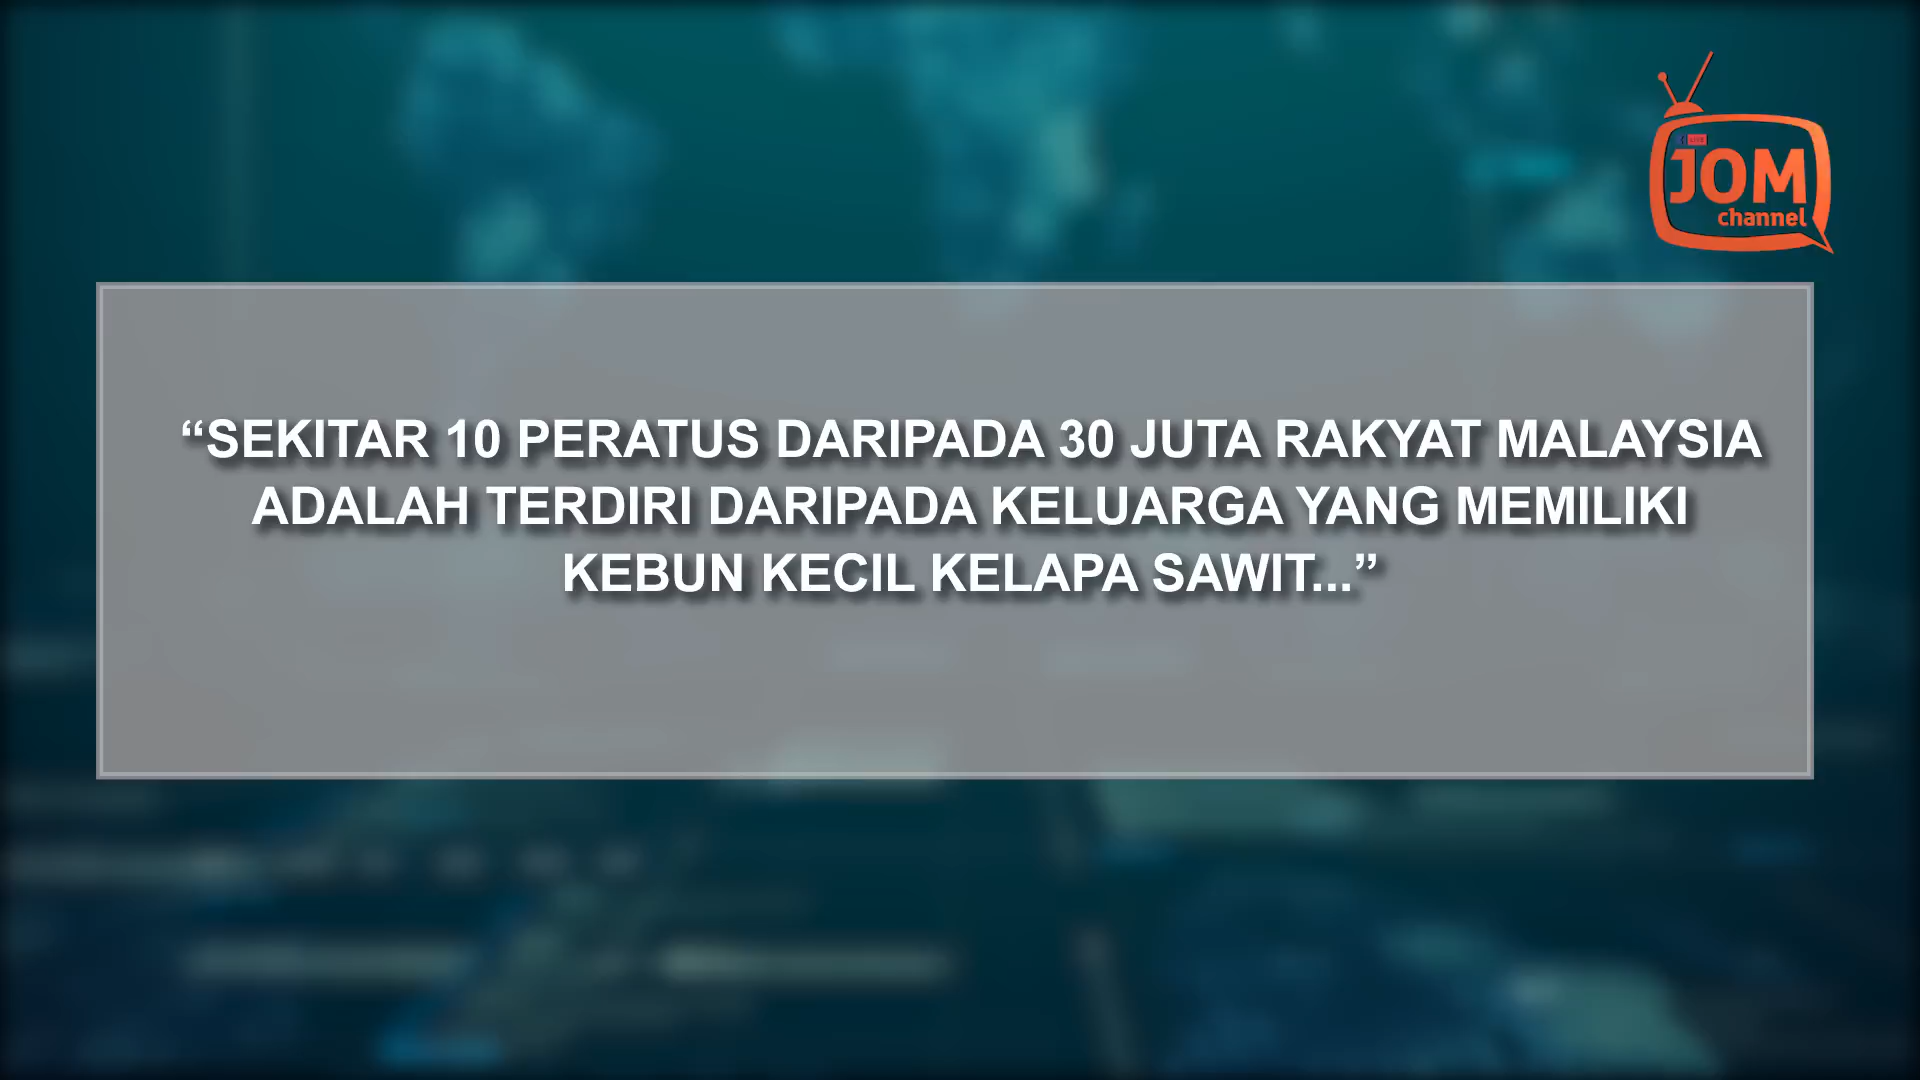 JOM
channel
“SEKITAR 10 PERATUS DARIPADA 30 JUTA RAKYAT MALAYSIA
ADALAH TERDIRI DARIPADA KELUARGA YANG MEMILIKI
KEBUN KECIL KELAPA SAWIT...”